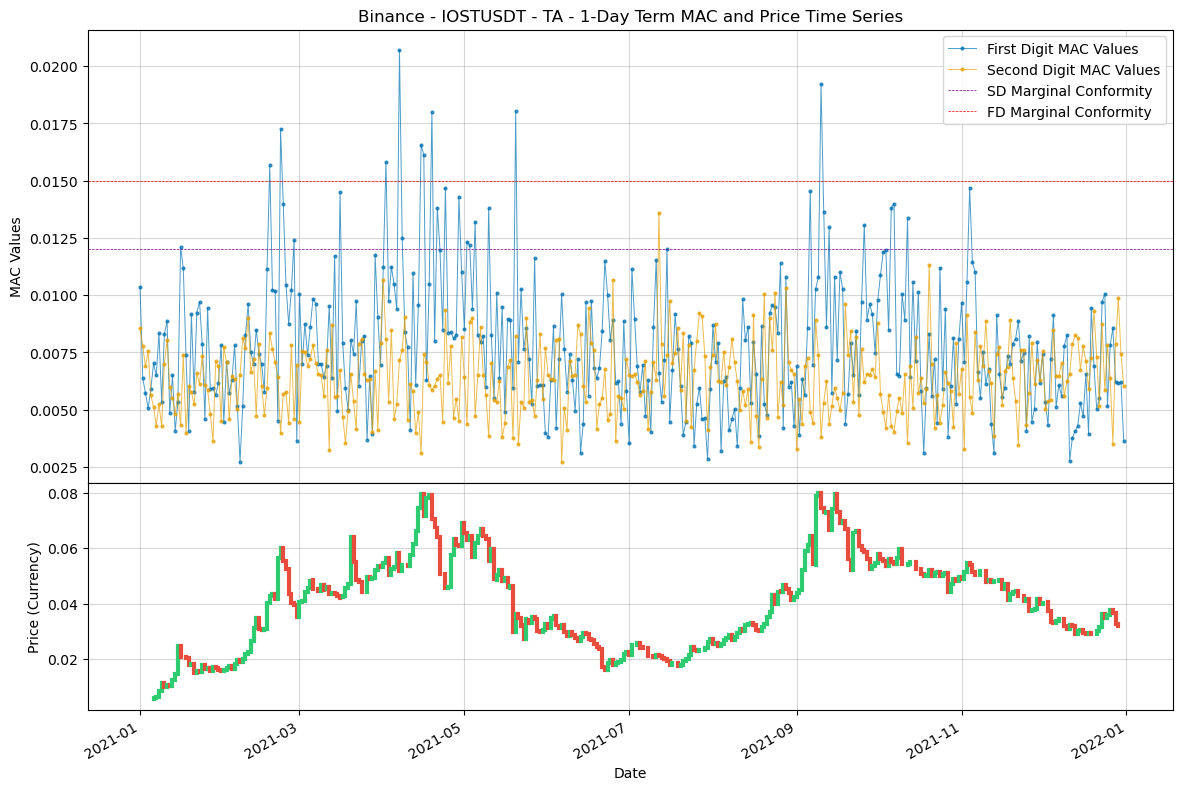 Binance - IOSTUSDT - TA - 1-Day Term MAC and Price Time Series
First Digit MAC Values
Second Digit MAC Values
SD Marginal Conformity
FD Marginal Conformity
MAC Values
0.0200
0.0175
0.0150
0.0125
0.0100
0.0075
0.0050
0.0025
Price (Currency)
0.08
0.06
0.04
0.02
2021-01
2021-03
2021-05
2021-07
2021-09
2021-11
2022-01
Date